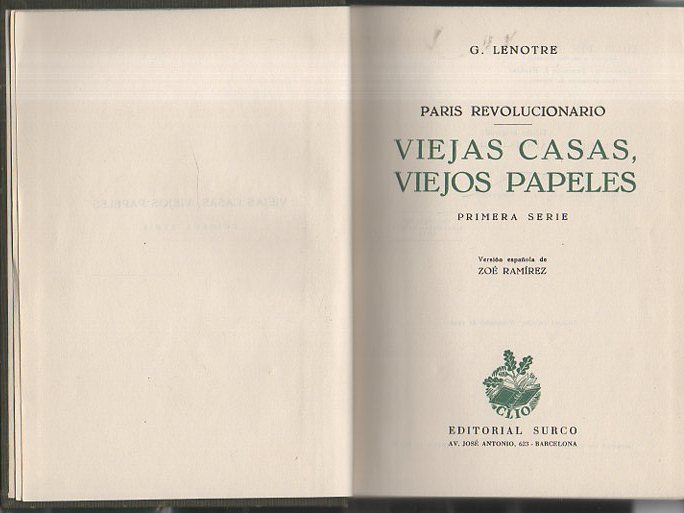 G. LENOTRE
PARIS REVOLUCIONARIO
VIEJAS CASAS,
VIEJOS PAPELES
PRIMERA SERIE
Versión española de
ZOÉ RAMÍREZ
CLIO
EDITORIAL SURCO
AV. JOSÉ ANTONIO, 623 - BARCELONA